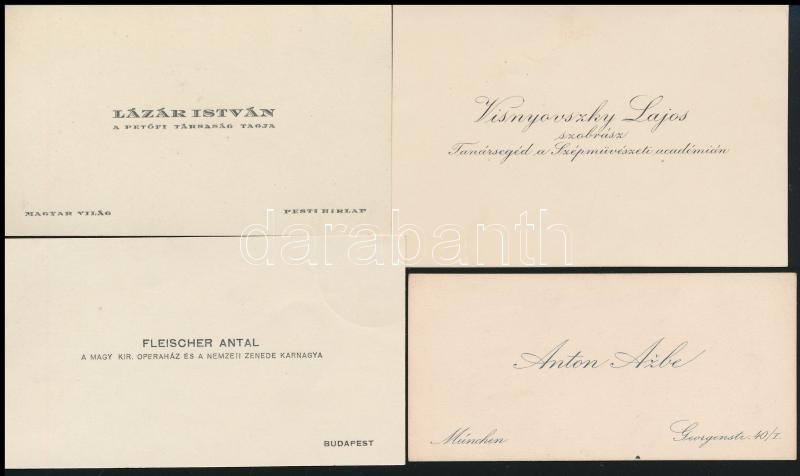 LÁZÁR ISTVÁN
A PETŐFI TÁRSASÁG TAGJA
MAGYAR VILÁG
PESTI HIRLAP
Visnyovszky Lajos
szobrász
Tanársegéd a Szépművészeti académián
FLEISCHER ANTAL
A MAGY. KIR. OPERAHÁZ ÉS A NEMZETI ZENEDE KARNAGYA
BUDAPEST
Anton Ažbe
München
Georgenstr. 40/I.
darabanth